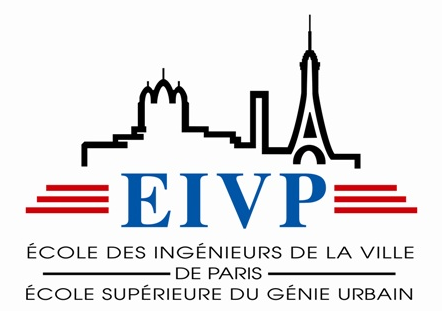 EIVP
ÉCOLE DES INGÉNIEURS DE LA VILLE
DE PARIS
ÉCOLE SUPÉRIEURE DU GÉNIE URBAIN